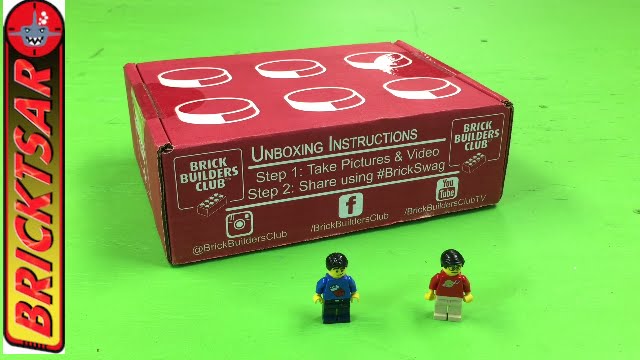 BRICKTSAR
UNBOXING INSTRUCTIONS
Step 1: Take Pictures & Video
Step 2: Share using #BrickSwag
BRICK
BUILDERS
CLUB
BRICK
BUILDERS
CLUB
@BrickBuildersClub
f
/BrickBuildersClub
You
Tube
/BrickBuildersClubTV